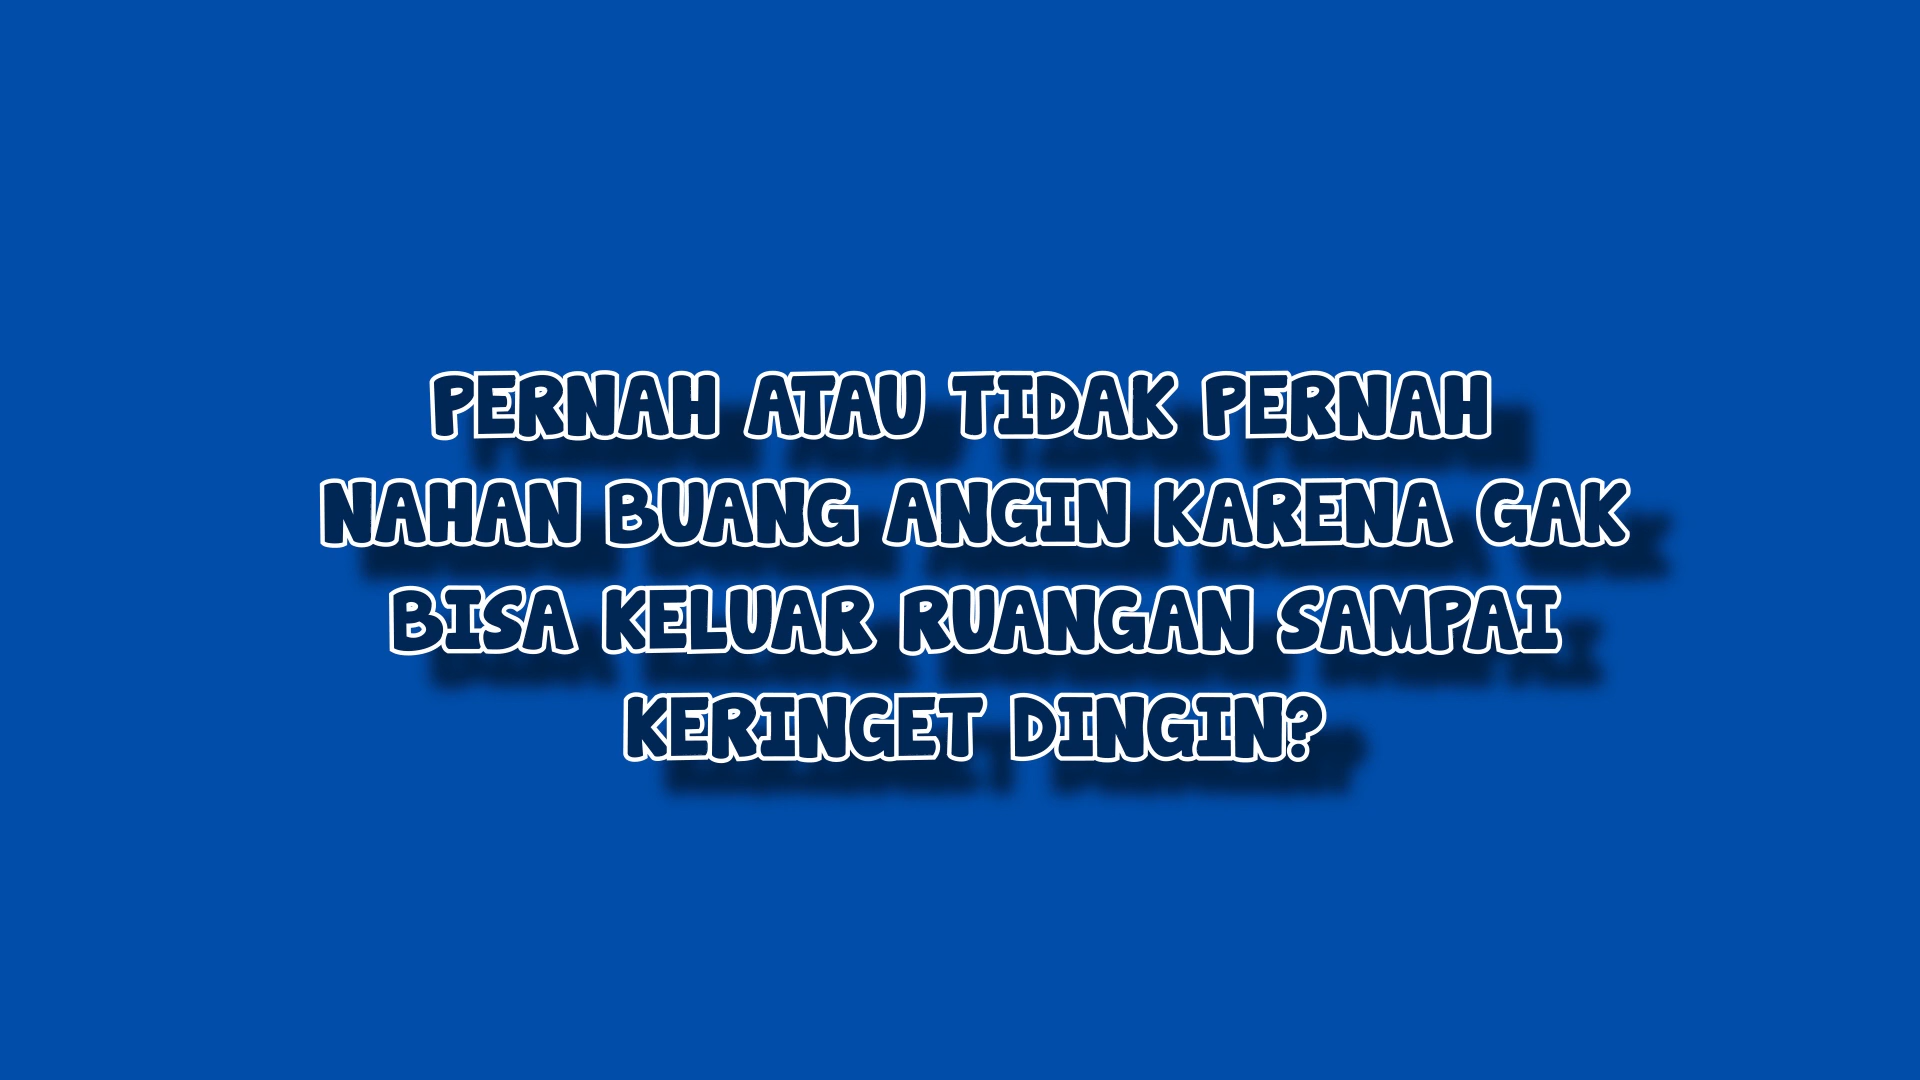 PERNAH ATAU TIDAK PERNAH
NAHAN BUANG ANGIN KARENA GAK
BISA KELUAR RUANGAN SAMPAI
KERINGET DINGIN?